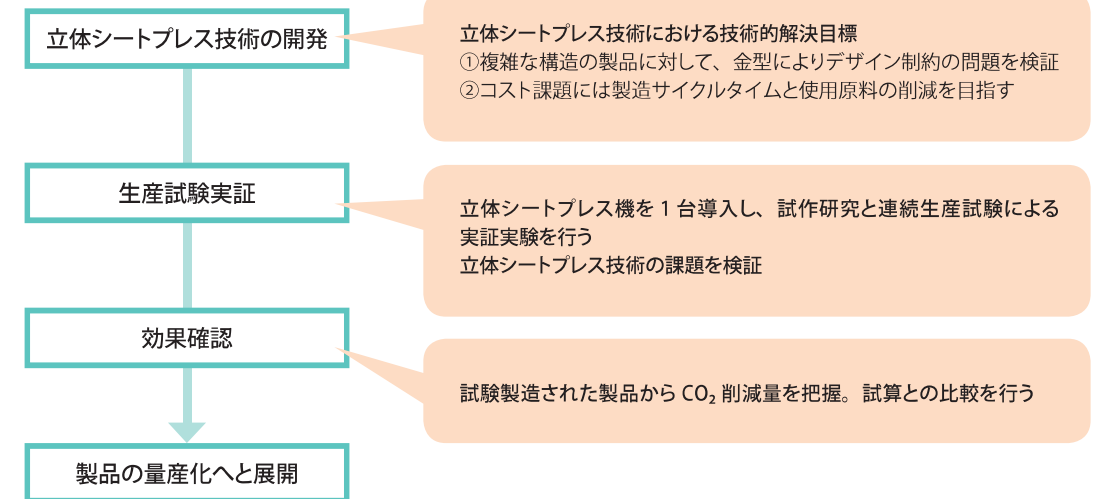 立体シートプレス技術の開発
立体シートプレス技術における技術的解決目標
①複雑な構造の製品に対して、金型によりデザイン制約の問題を検証
②コスト課題には製造サイクルタイムと使用原料の削減を目指す
生産試験実証
立体シートプレス機を1台導入し、試作研究と連続生産試験による
実証実験を行う
立体シートプレス技術の課題を検証
効果確認
試験製造された製品から CO₂ 削減量を把握。試算との比較を行う
製品の量産化へと展開